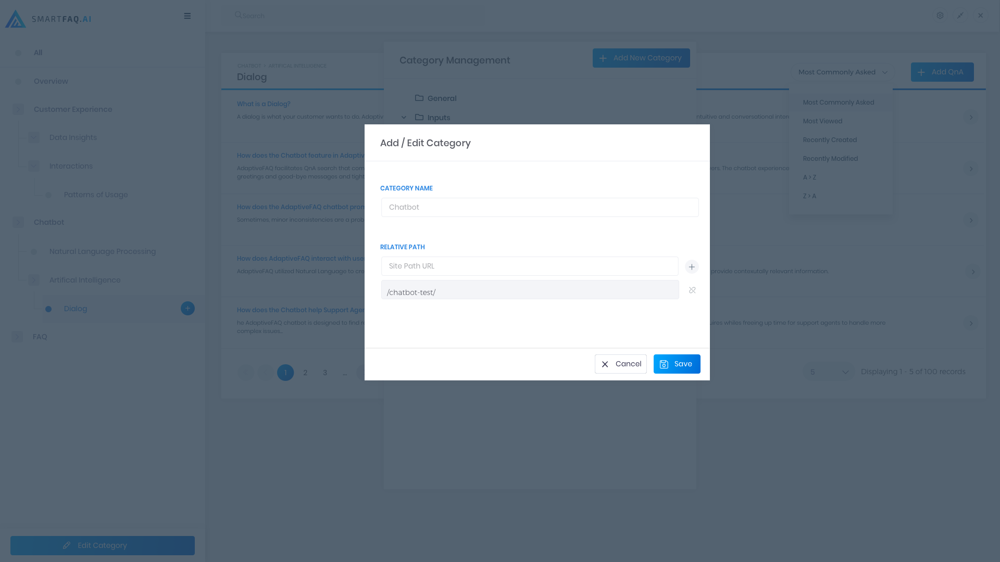 SMARTFAQ.AI
Search
All
Overview
Customer Experience
Data Insights
Interactions
Patterns of Usage
Chatbot
Natural Language Processing
Artifical Intelligence
Dialog
FAQ
Edit Category
CHATBOT > ARTIFICAL INTELLIGENCE
Dialog
Most Commonly Asked
Add QnA
Most Commonly Asked
Most Viewed
Recently Created
Recently Modified
A > Z
Z > A
What is a Dialog?
A dialog is what your customer wants to do. Adaptiv
ntuitive and conversational inter
How does the Chatbot feature in Adaptiv
AdaptiveFAQ facilitates QnA search that com
ers. The chatbot experience
greetings and good-bye messages and tight
How does the AdaptiveFAQ chatbot pron
Sometimes, minor inconsistencies are a prob
How does AdaptiveFAQ interact with use
AdaptiveFAQ utilized Natural Language to cre
provide contexutally relevant information.
How does the Chatbot help Support Ager
he AdaptiveFAQ chatbot is designed to find re
uires whiles freeing up time for support agents to handle more
complex issues...
1
2
3
...
5
Displaying 1 - 5 of 100 records
Category Management
Add New Category
General
Inputs
Add / Edit Category
CATEGORY NAME
Chatbot
RELATIVE PATH
Site Path URL
/chatbot-test/
Cancel
Save